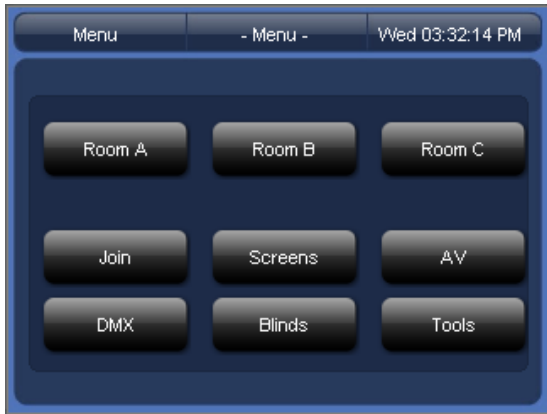 Menu - Menu - Wed 03:32:14 PM
Room A Room B Room C
Join Screens AV
DMX Blinds Tools